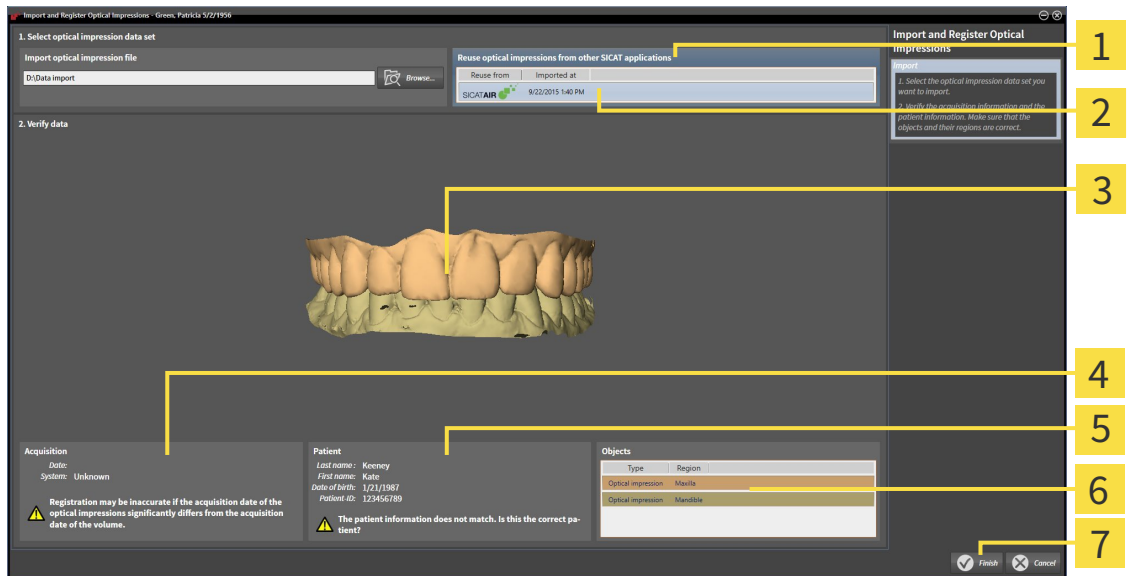 Import and Register Optical Impressions - Green, Patricia 5/2/1956
1. Select optical impression data set
Import optical impression file
D:\Data import
Browse...
Reuse optical impressions from other SICAT applications
Reuse from
Imported at
SICATAIR
9/22/2015 1:40 PM
Import and Register Optical
Impressions
Import
1. Select the optical impression data set you
want to import.
2. Verify the acquisition information and the
patient information. Make sure that the
objects and their regions are correct.
2. Verify data
Acquisition
Date:
System: Unknown
Registration may be inaccurate if the acquisition date of the
optical impressions significantly differs from the acquisition
date of the volume.
Patient
Last name: Keeney
First name: Kate
Date of birth: 1/21/1987
Patient-ID: 123456789
The patient information does not match. Is this the correct pa-
tient?
Objects
Type
Region
Optical impression Maxilla
Optical impression Mandible
Finish
Cancel
1
2
3
4
5
6
7